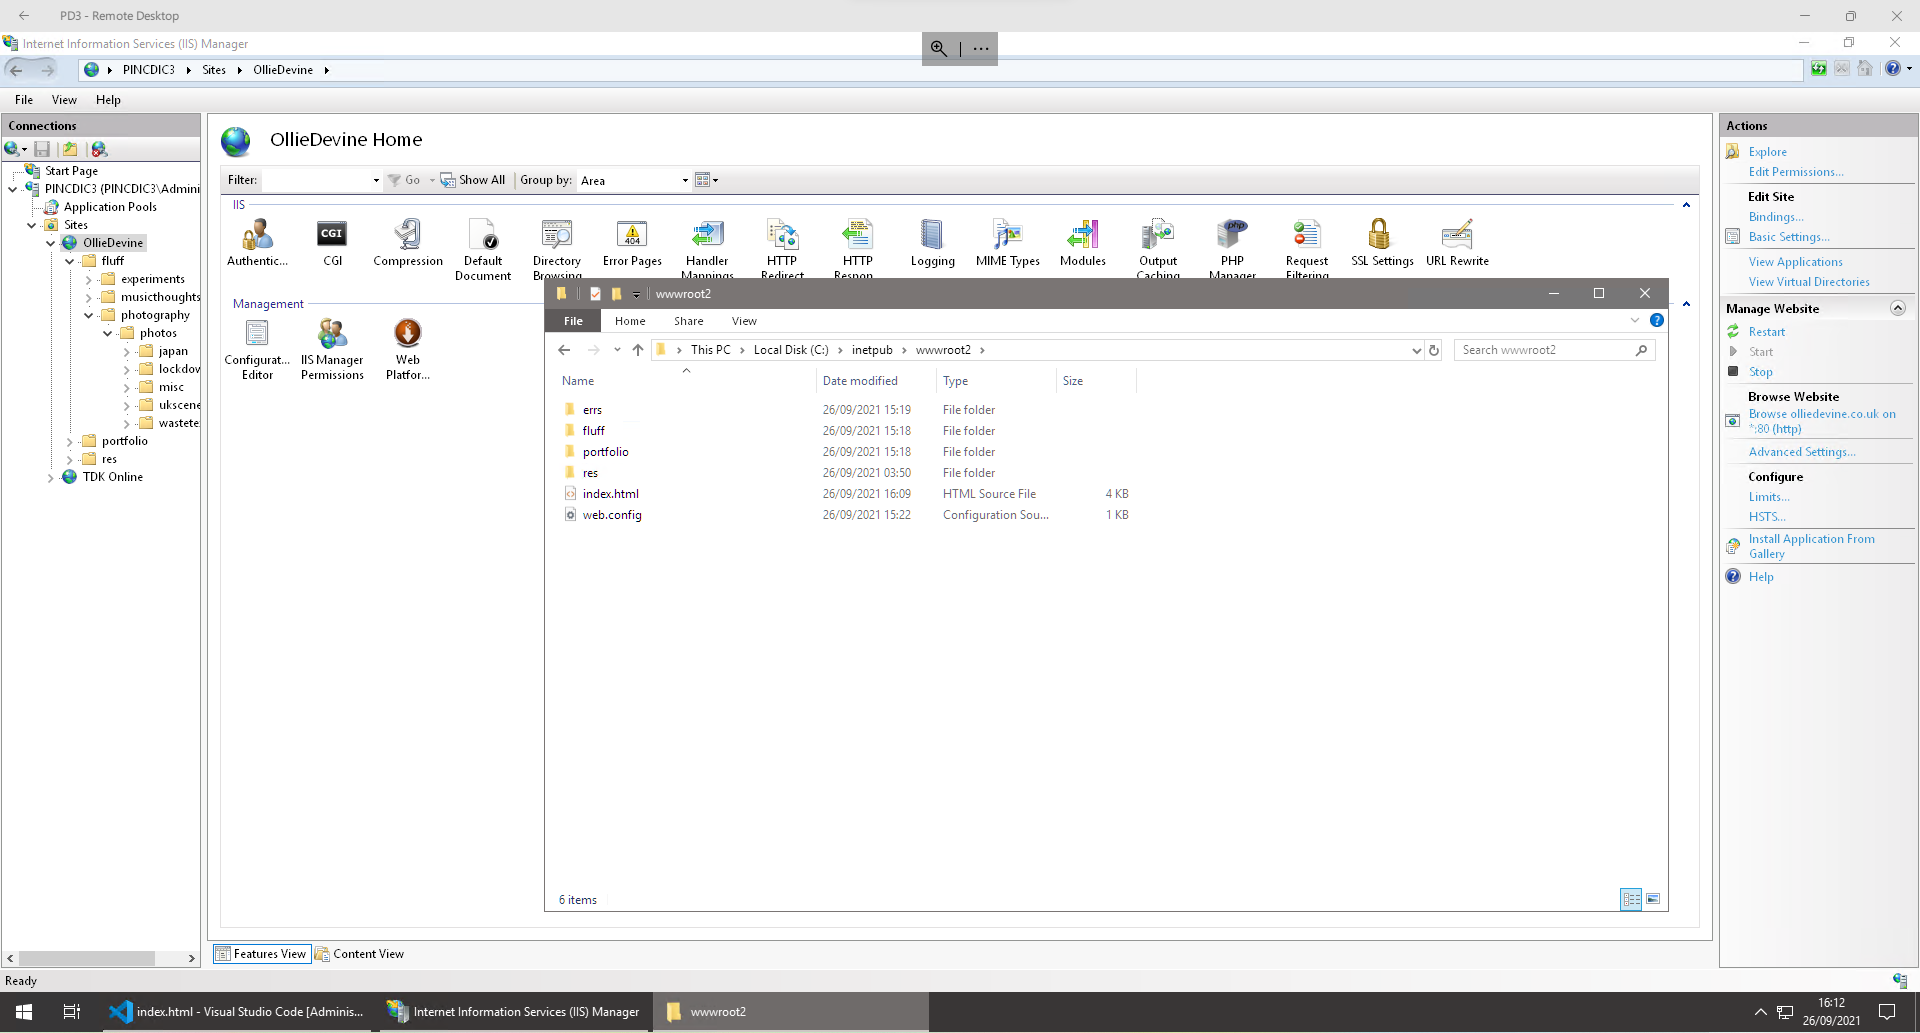 PD3 - Remote Desktop
Internet Information Services (IIS) Manager
PINCDIC3 Sites OllieDevine
File View Help
Connections
Start Page
PINCDIC3 (PINCDIC3\Admini
Application Pools
Sites
OllieDevine
fluff
experiments
musicthoughts
photography
photos
japan
lockdow
misc
ukscene
wastete
portfolio
res
TDK Online
OllieDevine Home
Filter: Go Show All Group by: Area
IIS
Authentic...
CGI
CGI
Compression
Default
Document
Directory
Browsing
404
Error Pages
Handler
Mappings
HTTP
Redirect
HTTP
Respon...
Logging
MIME Types
Modules
Output
Caching
php
PHP
Manager
Request
Filtering
SSL Settings
URL Rewrite
Management
Configurat...
Editor
IIS Manager
Permissions
Web
Platfor...
wwwroot2
File Home Share View
This PC Local Disk (C:) inetpub wwwroot2
Search wwwroot2
Name Date modified Type Size
errs 26/09/2021 15:19 File folder
fluff 26/09/2021 15:18 File folder
portfolio 26/09/2021 15:18 File folder
res 26/09/2021 03:50 File folder
index.html 26/09/2021 16:09 HTML Source File 4 KB
web.config 26/09/2021 15:22 Configuration Sou... 1 KB
6 items
Features View Content View
Actions
Explore
Edit Permissions...
Edit Site
Bindings...
Basic Settings...
View Applications
View Virtual Directories
Manage Website
Restart
Start
Stop
Browse Website
Browse olliedevine.co.uk on
*:80 (http)
Advanced Settings...
Configure
Limits...
HSTS...
Install Application From
Gallery
Help
Ready
index.html - Visual Studio Code [Adminis...
Internet Information Services (IIS) Manager
wwwroot2
16:12
26/09/2021